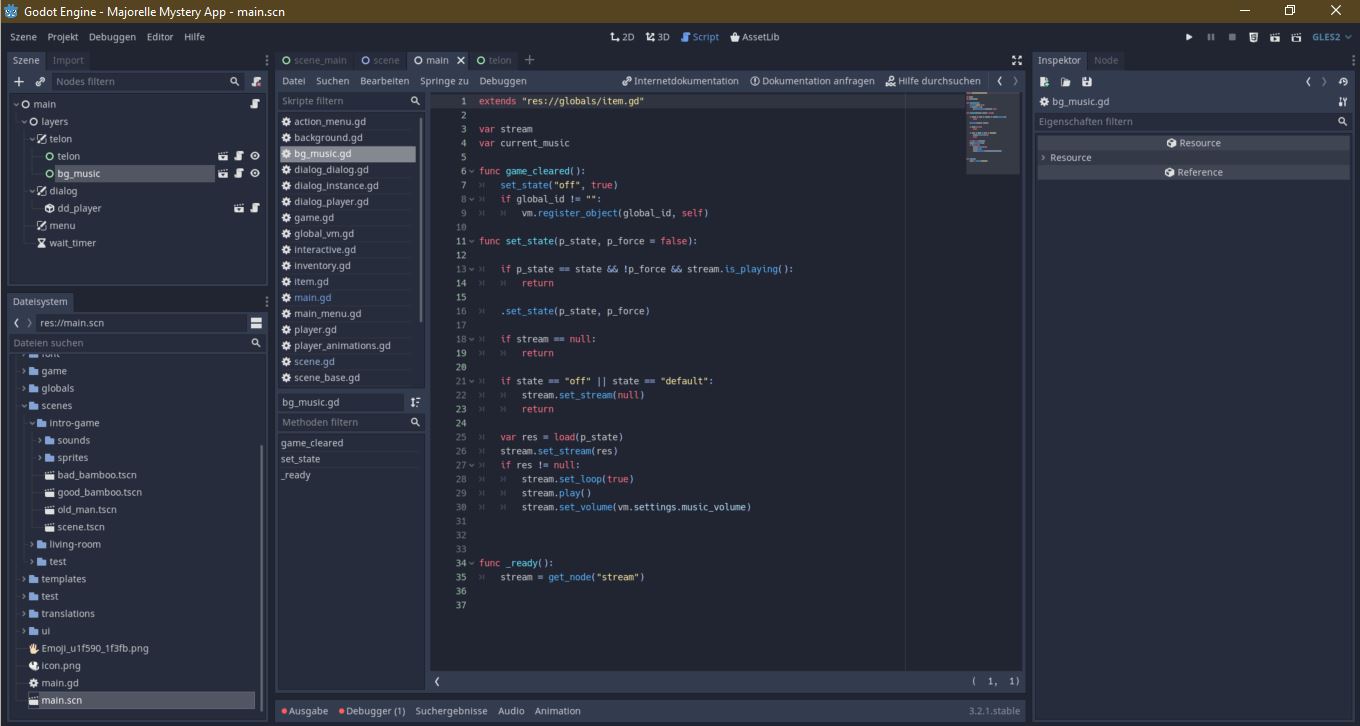 Godot Engine - Majorelle Mystery App - main.scn
Szene Projekt Debuggen Editor Hilfe
2D 3D Script AssetLib
GLES2
Szene Import
Nodes filtern
main
layers
telon
telon
bg_music
dialog
dd_player
menu
wait_timer
Dateisystem
res://main.scn
Dateien suchen
font
game
globals
scenes
intro-game
sounds
sprites
bad_bamboo.tscn
good_bamboo.tscn
old_man.tscn
scene.tscn
living-room
test
templates
test
translations
ui
Emoji_u1f590_1f3fb.png
icon.png
main.gd
main.scn
scene_main scene main telon
Datei Suchen Bearbeiten Springe zu Debuggen Internetdokumentation Dokumentation anfragen Hilfe durchsuchen
Skripte filtern
action_menu.gd
background.gd
bg_music.gd
dialog_dialog.gd
dialog_instance.gd
dialog_player.gd
game.gd
global_vm.gd
interactive.gd
inventory.gd
item.gd
main.gd
main_menu.gd
player.gd
player_animations.gd
scene.gd
scene_base.gd
bg_music.gd
Methoden filtern
game_cleared
set_state
_ready
1 extends "res://globals/item.gd"
2
3 var stream
4 var current_music
5
6 func game_cleared():
7 set_state("off", true)
8 if global_id != "":
9 vm.register_object(global_id, self)
10
11 func set_state(p_state, p_force = false):
12
13 if p_state == state && !p_force && stream.is_playing():
14 return
15
16 .set_state(p_state, p_force)
17
18 if stream == null:
19 return
20
21 if state == "off" || state == "default":
22 stream.set_stream(null)
23 return
24
25 var res = load(p_state)
26 stream.set_stream(res)
27 if res != null:
28 stream.set_loop(true)
29 stream.play()
30 stream.set_volume(vm.settings.music_volume)
31
32
33
34 func _ready():
35 stream = get_node("stream")
36
37
( 1, 1)
Ausgabe Debugger (1) Suchergebnisse Audio Animation
3.2.1.stable
Inspektor Node
bg_music.gd
Eigenschaften filtern
Resource
Resource
Reference